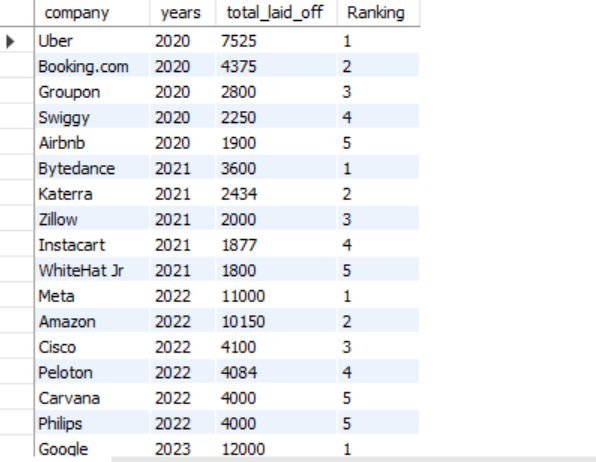 company years total_laid_off Ranking
Uber 2020 7525 1
Booking.com 2020 4375 2
Groupon 2020 2800 3
Swiggy 2020 2250 4
Airbnb 2020 1900 5
Bytedance 2021 3600 1
Katerra 2021 2434 2
Zillow 2021 2000 3
Instacart 2021 1877 4
WhiteHat Jr 2021 1800 5
Meta 2022 11000 1
Amazon 2022 10150 2
Cisco 2022 4100 3
Peloton 2022 4084 4
Carvana 2022 4000 5
Philips 2022 4000 5
Google 2023 12000 1